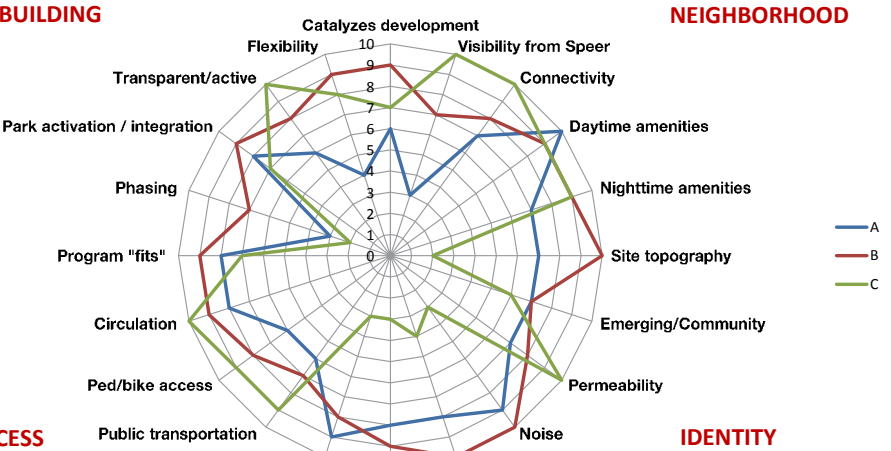 BUILDING
NEIGHBORHOOD
Catalyzes development
Flexibility
Visibility from Speer
Transparent/active
Connectivity
Park activation / integration
Daytime amenities
Phasing
Nighttime amenities
Program "fits"
Site topography
Circulation
Emerging/Community
Ped/bike access
Permeability
Public transportation
Noise
CESS
IDENTITY
10
9
8
7
6
5
4
3
2
1
0
A
B
C